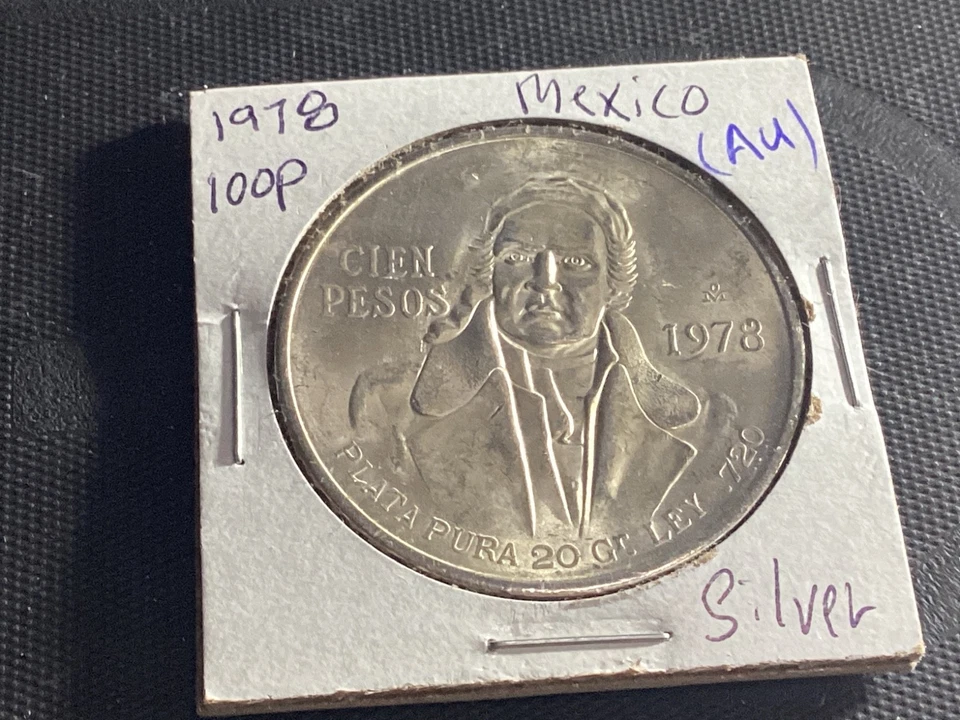 1978
Mexico
(AU)
100P
CIEN
PESOS
Mo
1978
PLATA PURA 20 Gr LEY 720
Silver